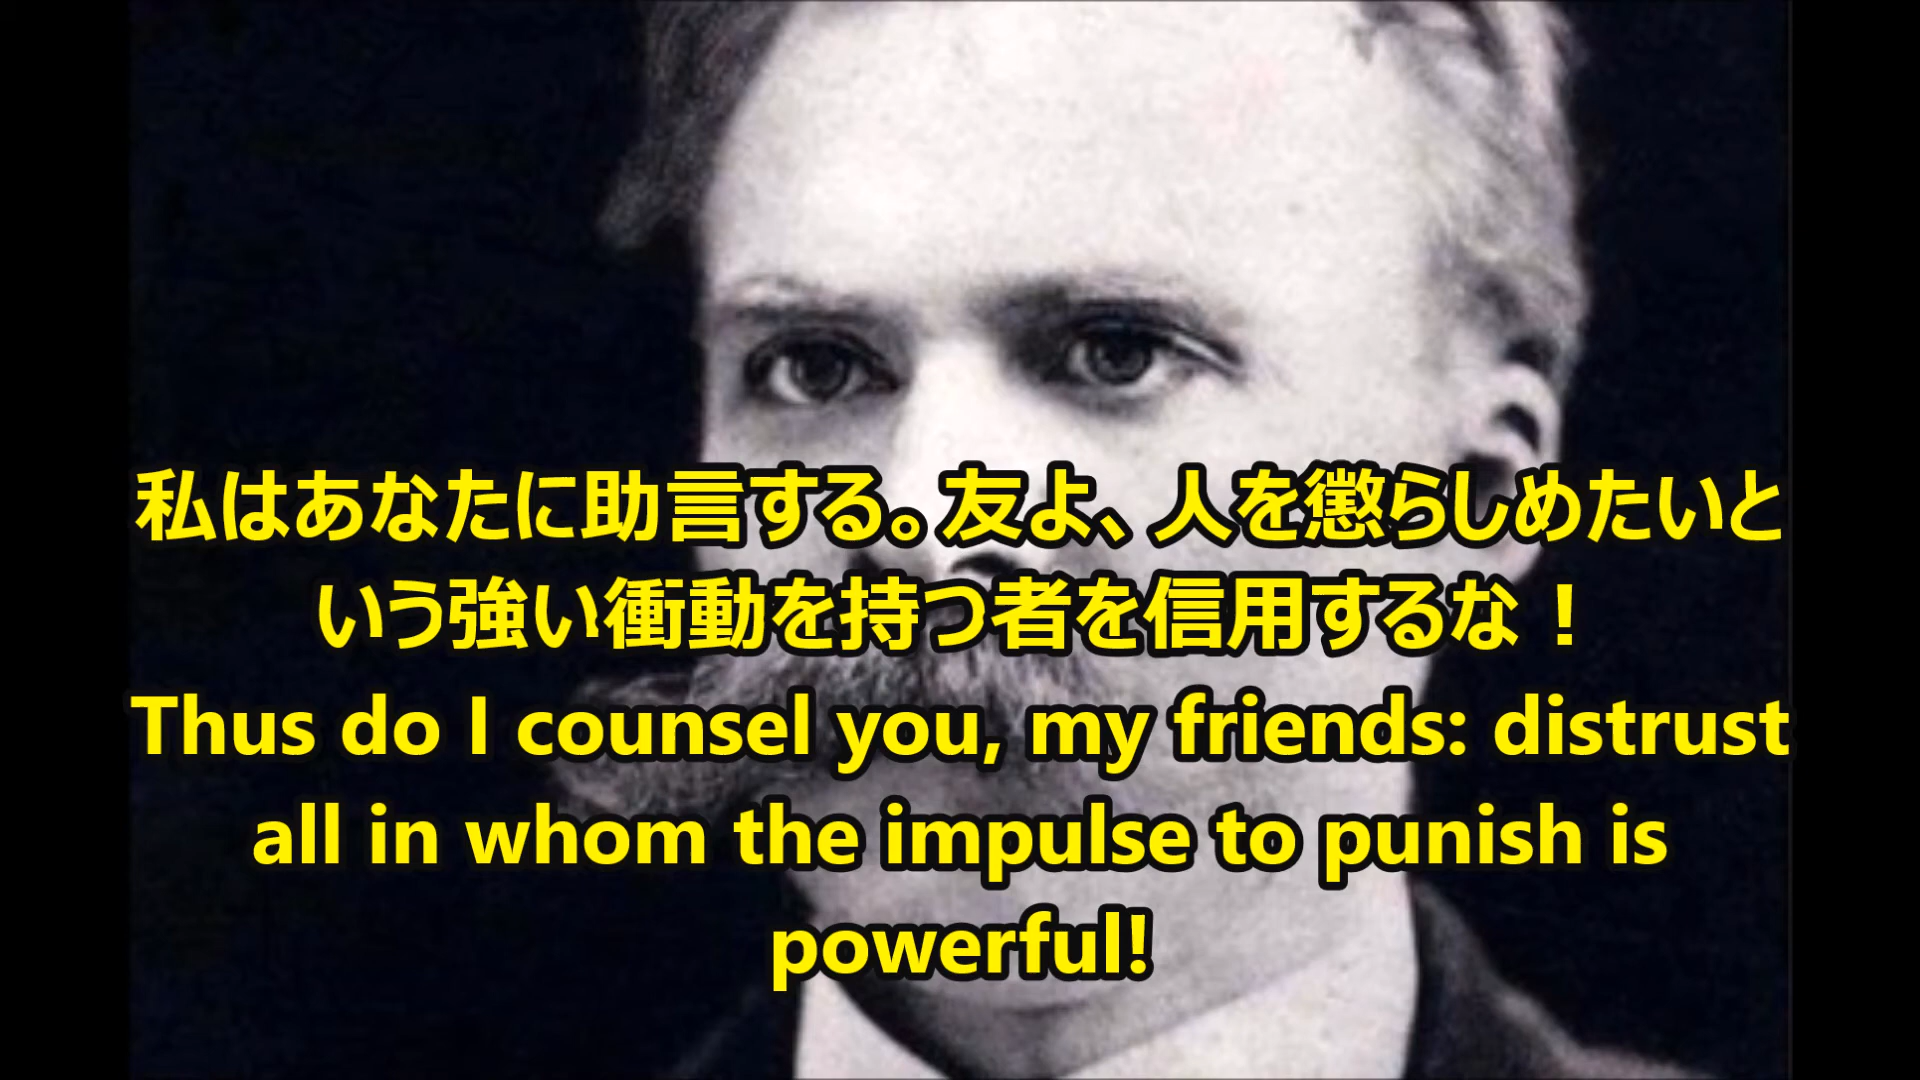 私はあなたに助言する。友よ、人を懲らしめたいと
いう強い衝動を持つ者を信用するな！
Thus do I counsel you, my friends: distrust
all in whom the impulse to punish is
powerful!